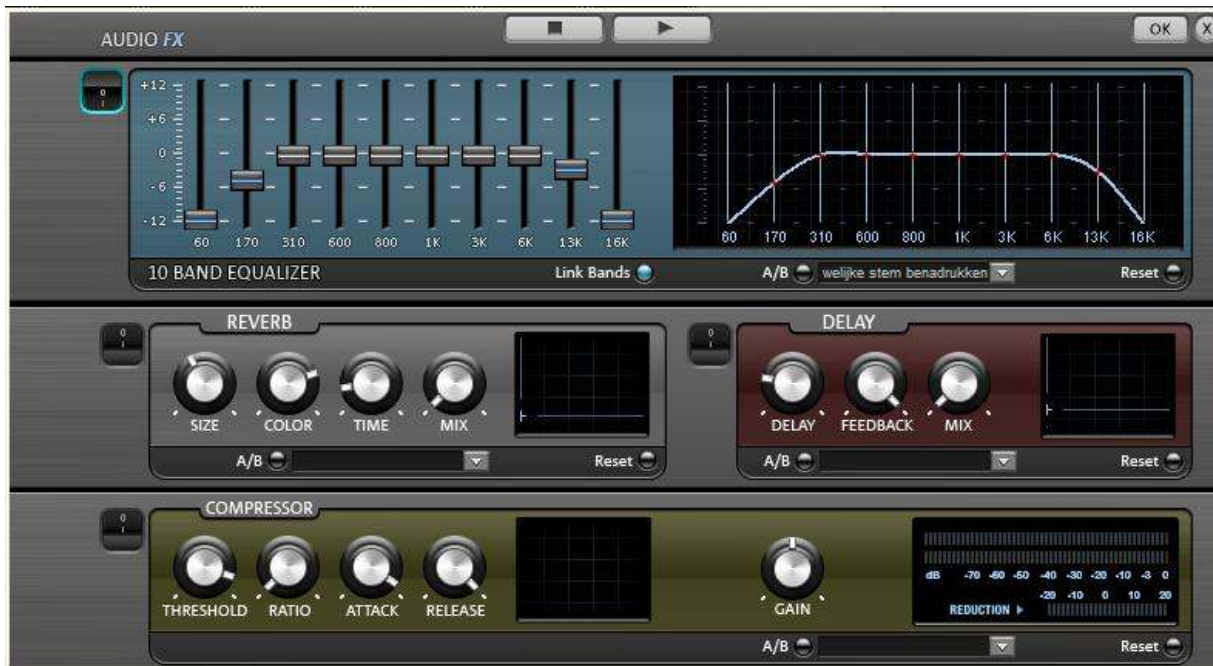 AUDIO FX
OK X
+12
+6
0
-6
-12
60 170 310 600 800 1K 3K 6K 13K 16K
60 170 310 600 800 1K 3K 6K 13K 16K
10 BAND EQUALIZER
Link Bands
A/B
welijke stem benadrukken
Reset
REVERB
SIZE COLOR TIME MIX
A/B
Reset
DELAY
DELAY FEEDBACK MIX
A/B
Reset
COMPRESSOR
THRESHOLD RATIO ATTACK RELEASE
GAIN
dB -70 -60 -50 -40 -30 -20 -10 -3 0
-20 -10 0 10 20
REDUCTION
A/B
Reset